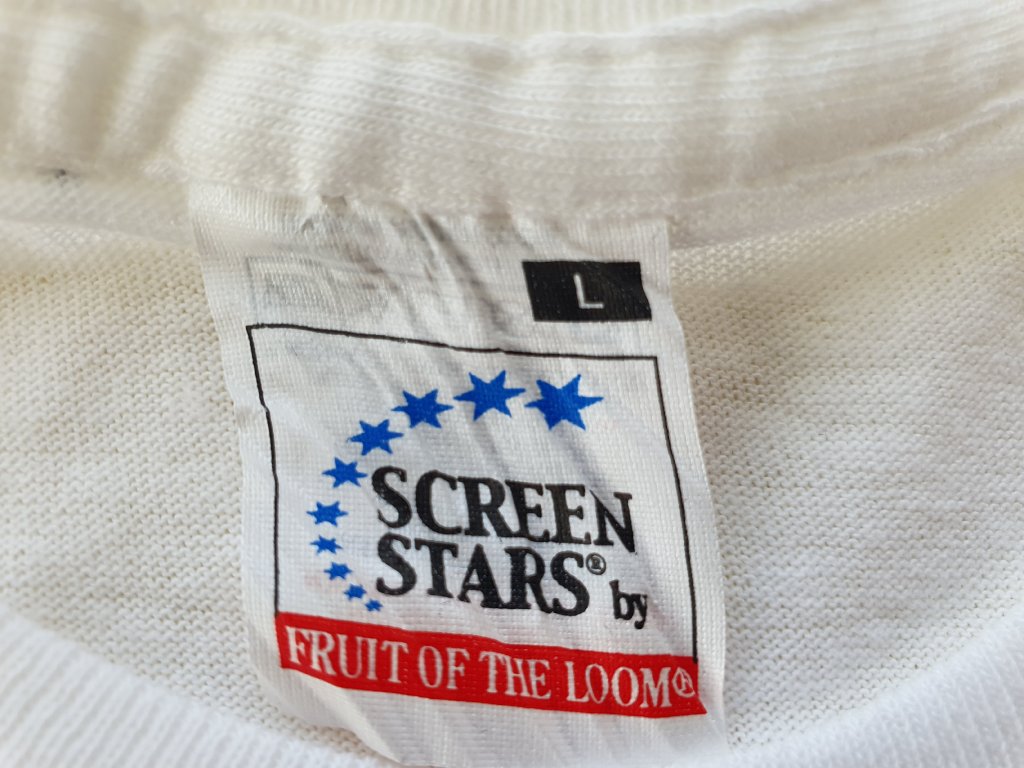 L
SCREEN
STARS® by
FRUIT OF THE LOOM®